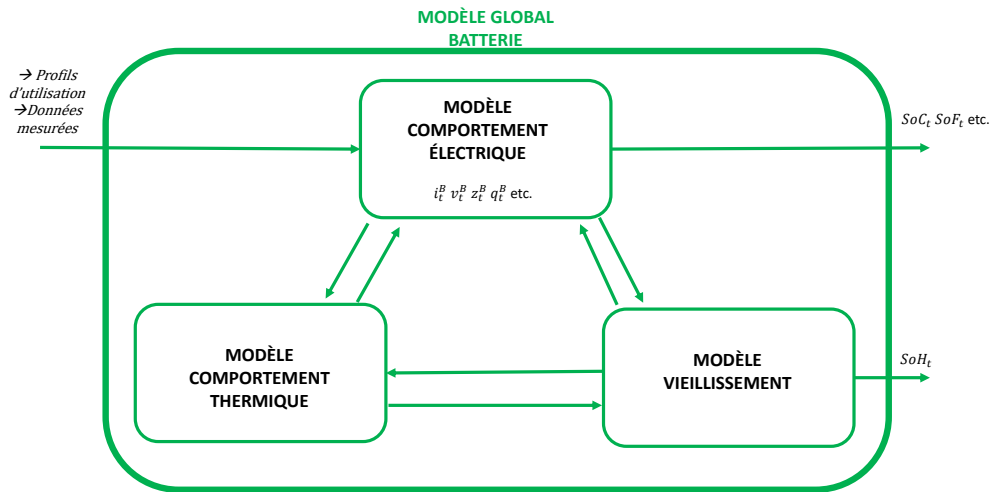 MODÈLE GLOBAL
BATTERIE
→ Profils
d'utilisation
→Données
mesurées
MODÈLE
COMPORTEMENT
ÉLECTRIQUE
$i_t^B$ $v_t^B$ $z_t^B$ $q_t^B$ etc.
$SoC_t$ $SoF_t$ etc.
MODÈLE
COMPORTEMENT
THERMIQUE
MODÈLE
VIEILLISSEMENT
$SoH_t$